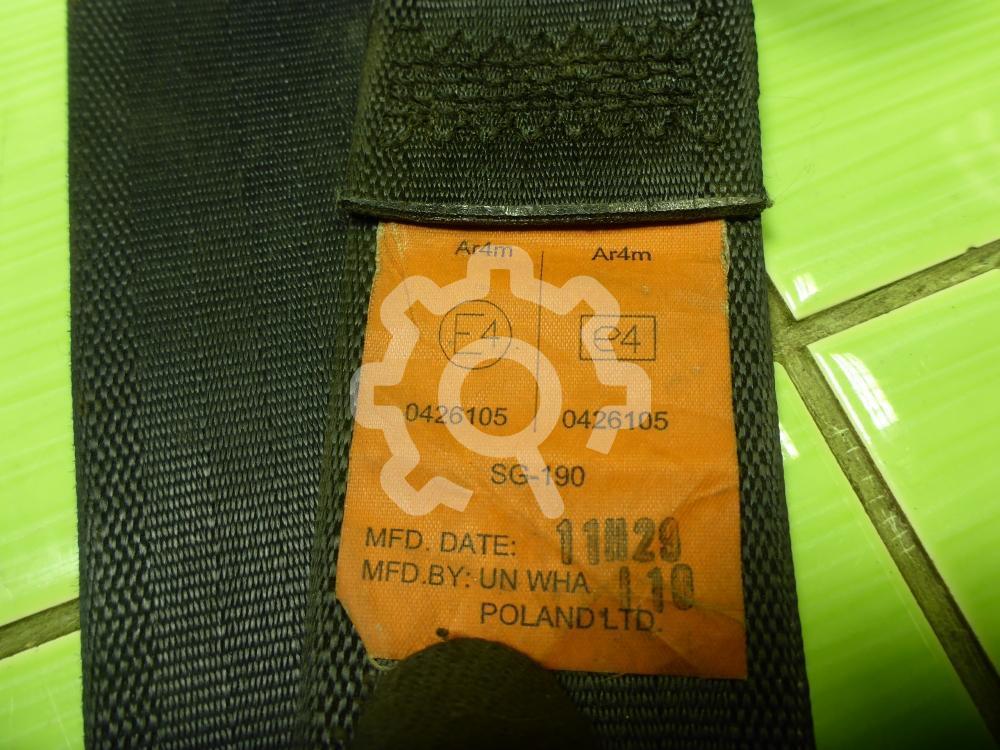 Ar4m Ar4m
E4 e4
0426105 0426105
SG-190
MFD. DATE: 11H29
MFD.BY: UN WHA 110
POLAND LTD.